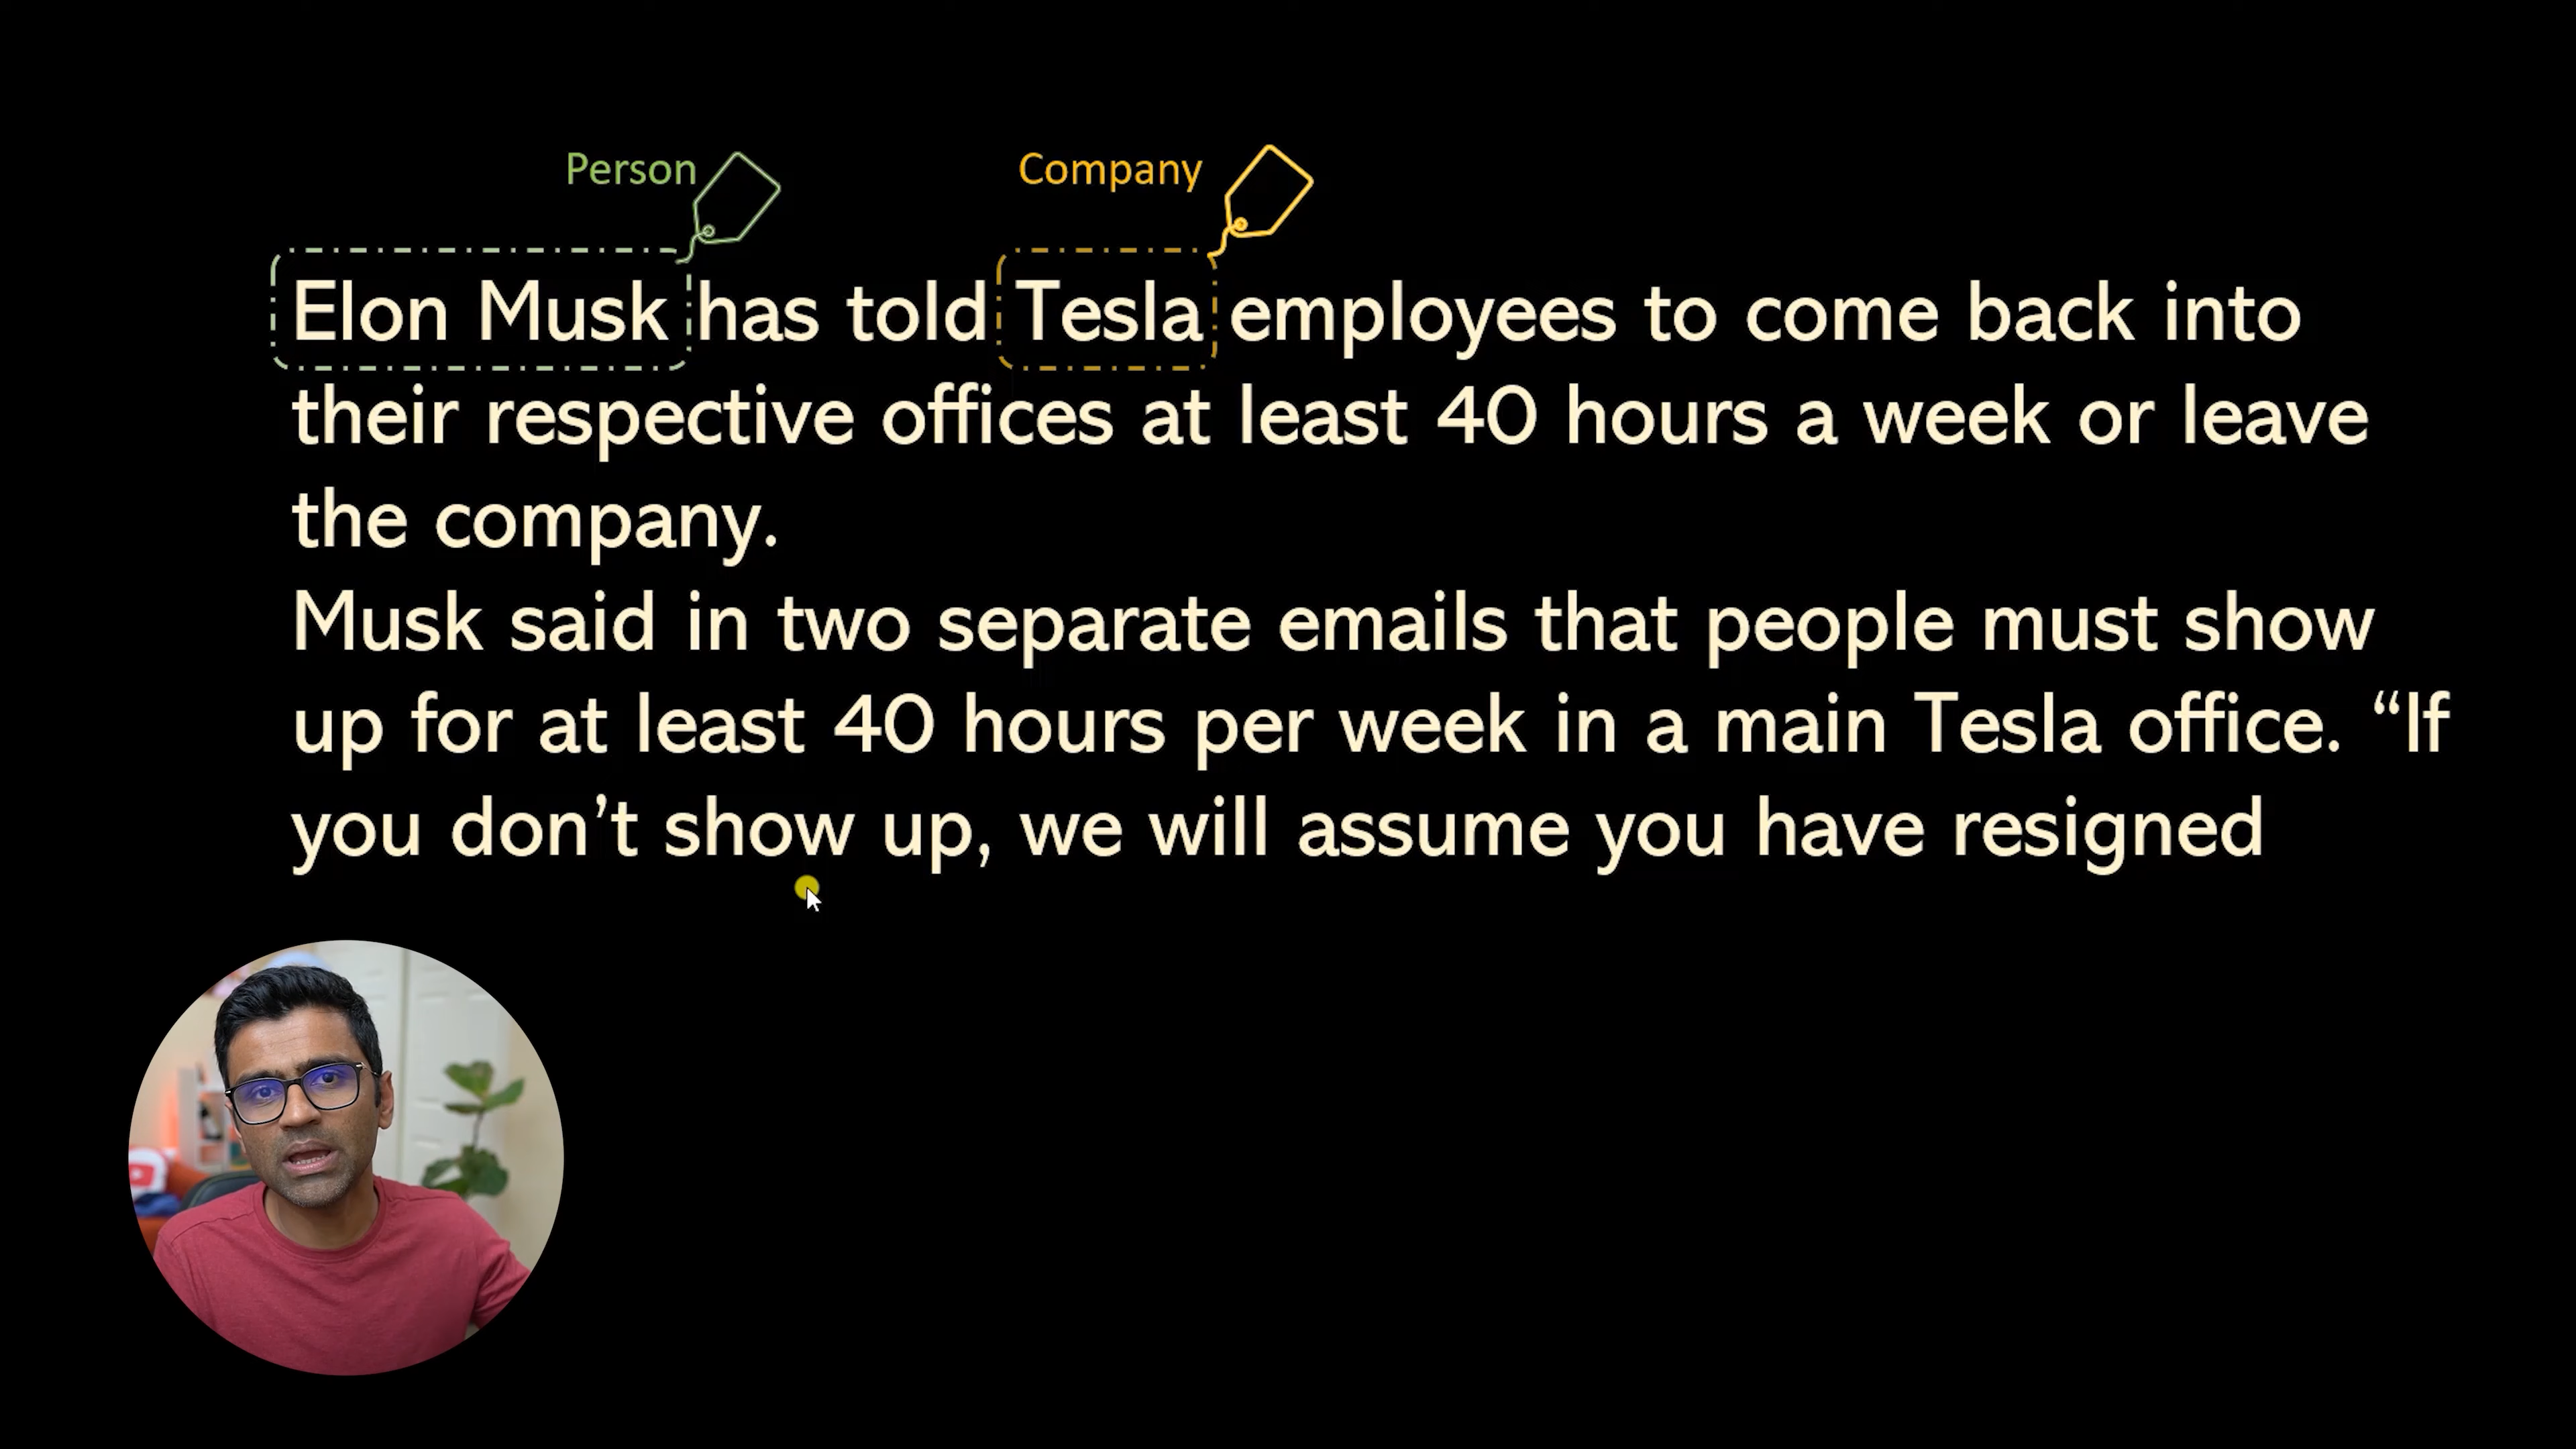 Person
Company
Elon Musk has told Tesla employees to come back into
their respective offices at least 40 hours a week or leave
the company.
Musk said in two separate emails that people must show
up for at least 40 hours per week in a main Tesla office. “If
you don’t show up, we will assume you have resigned